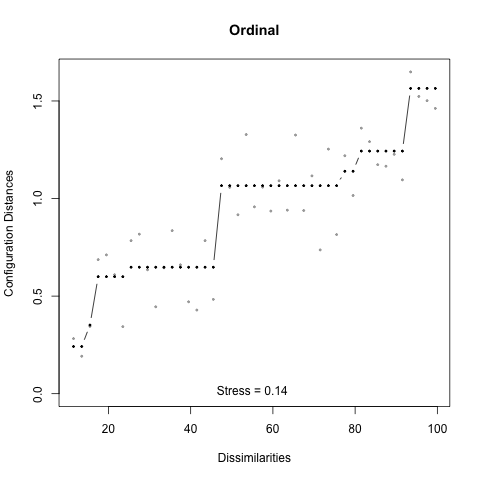 Ordinal
Configuration Distances
1.5
1.0
0.5
0.0
Stress = 0.14
20 40 60 80 100
Dissimilarities